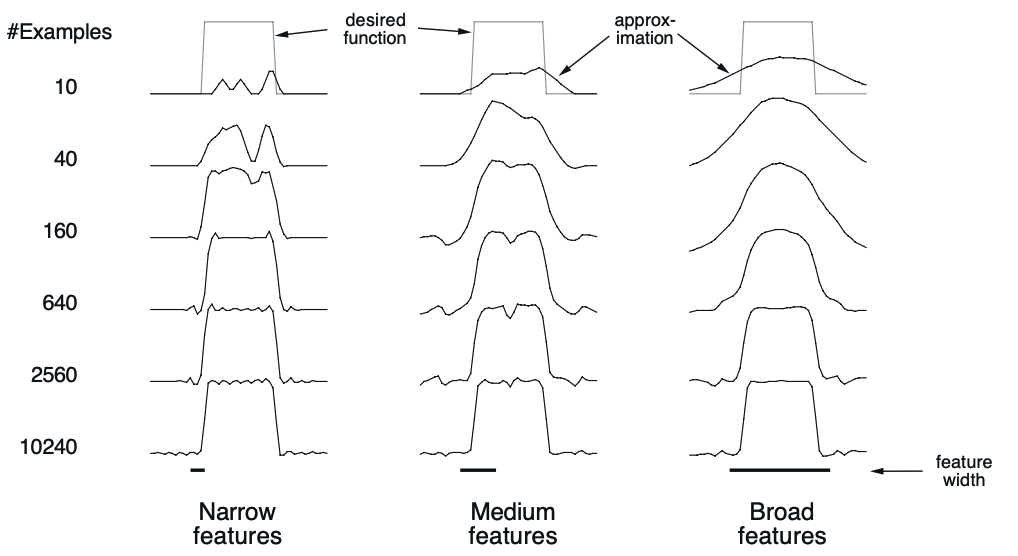 #Examples
desired
function
approx-
imation
10
40
160
640
2560
10240
feature
width
Narrow
features
Medium
features
Broad
features